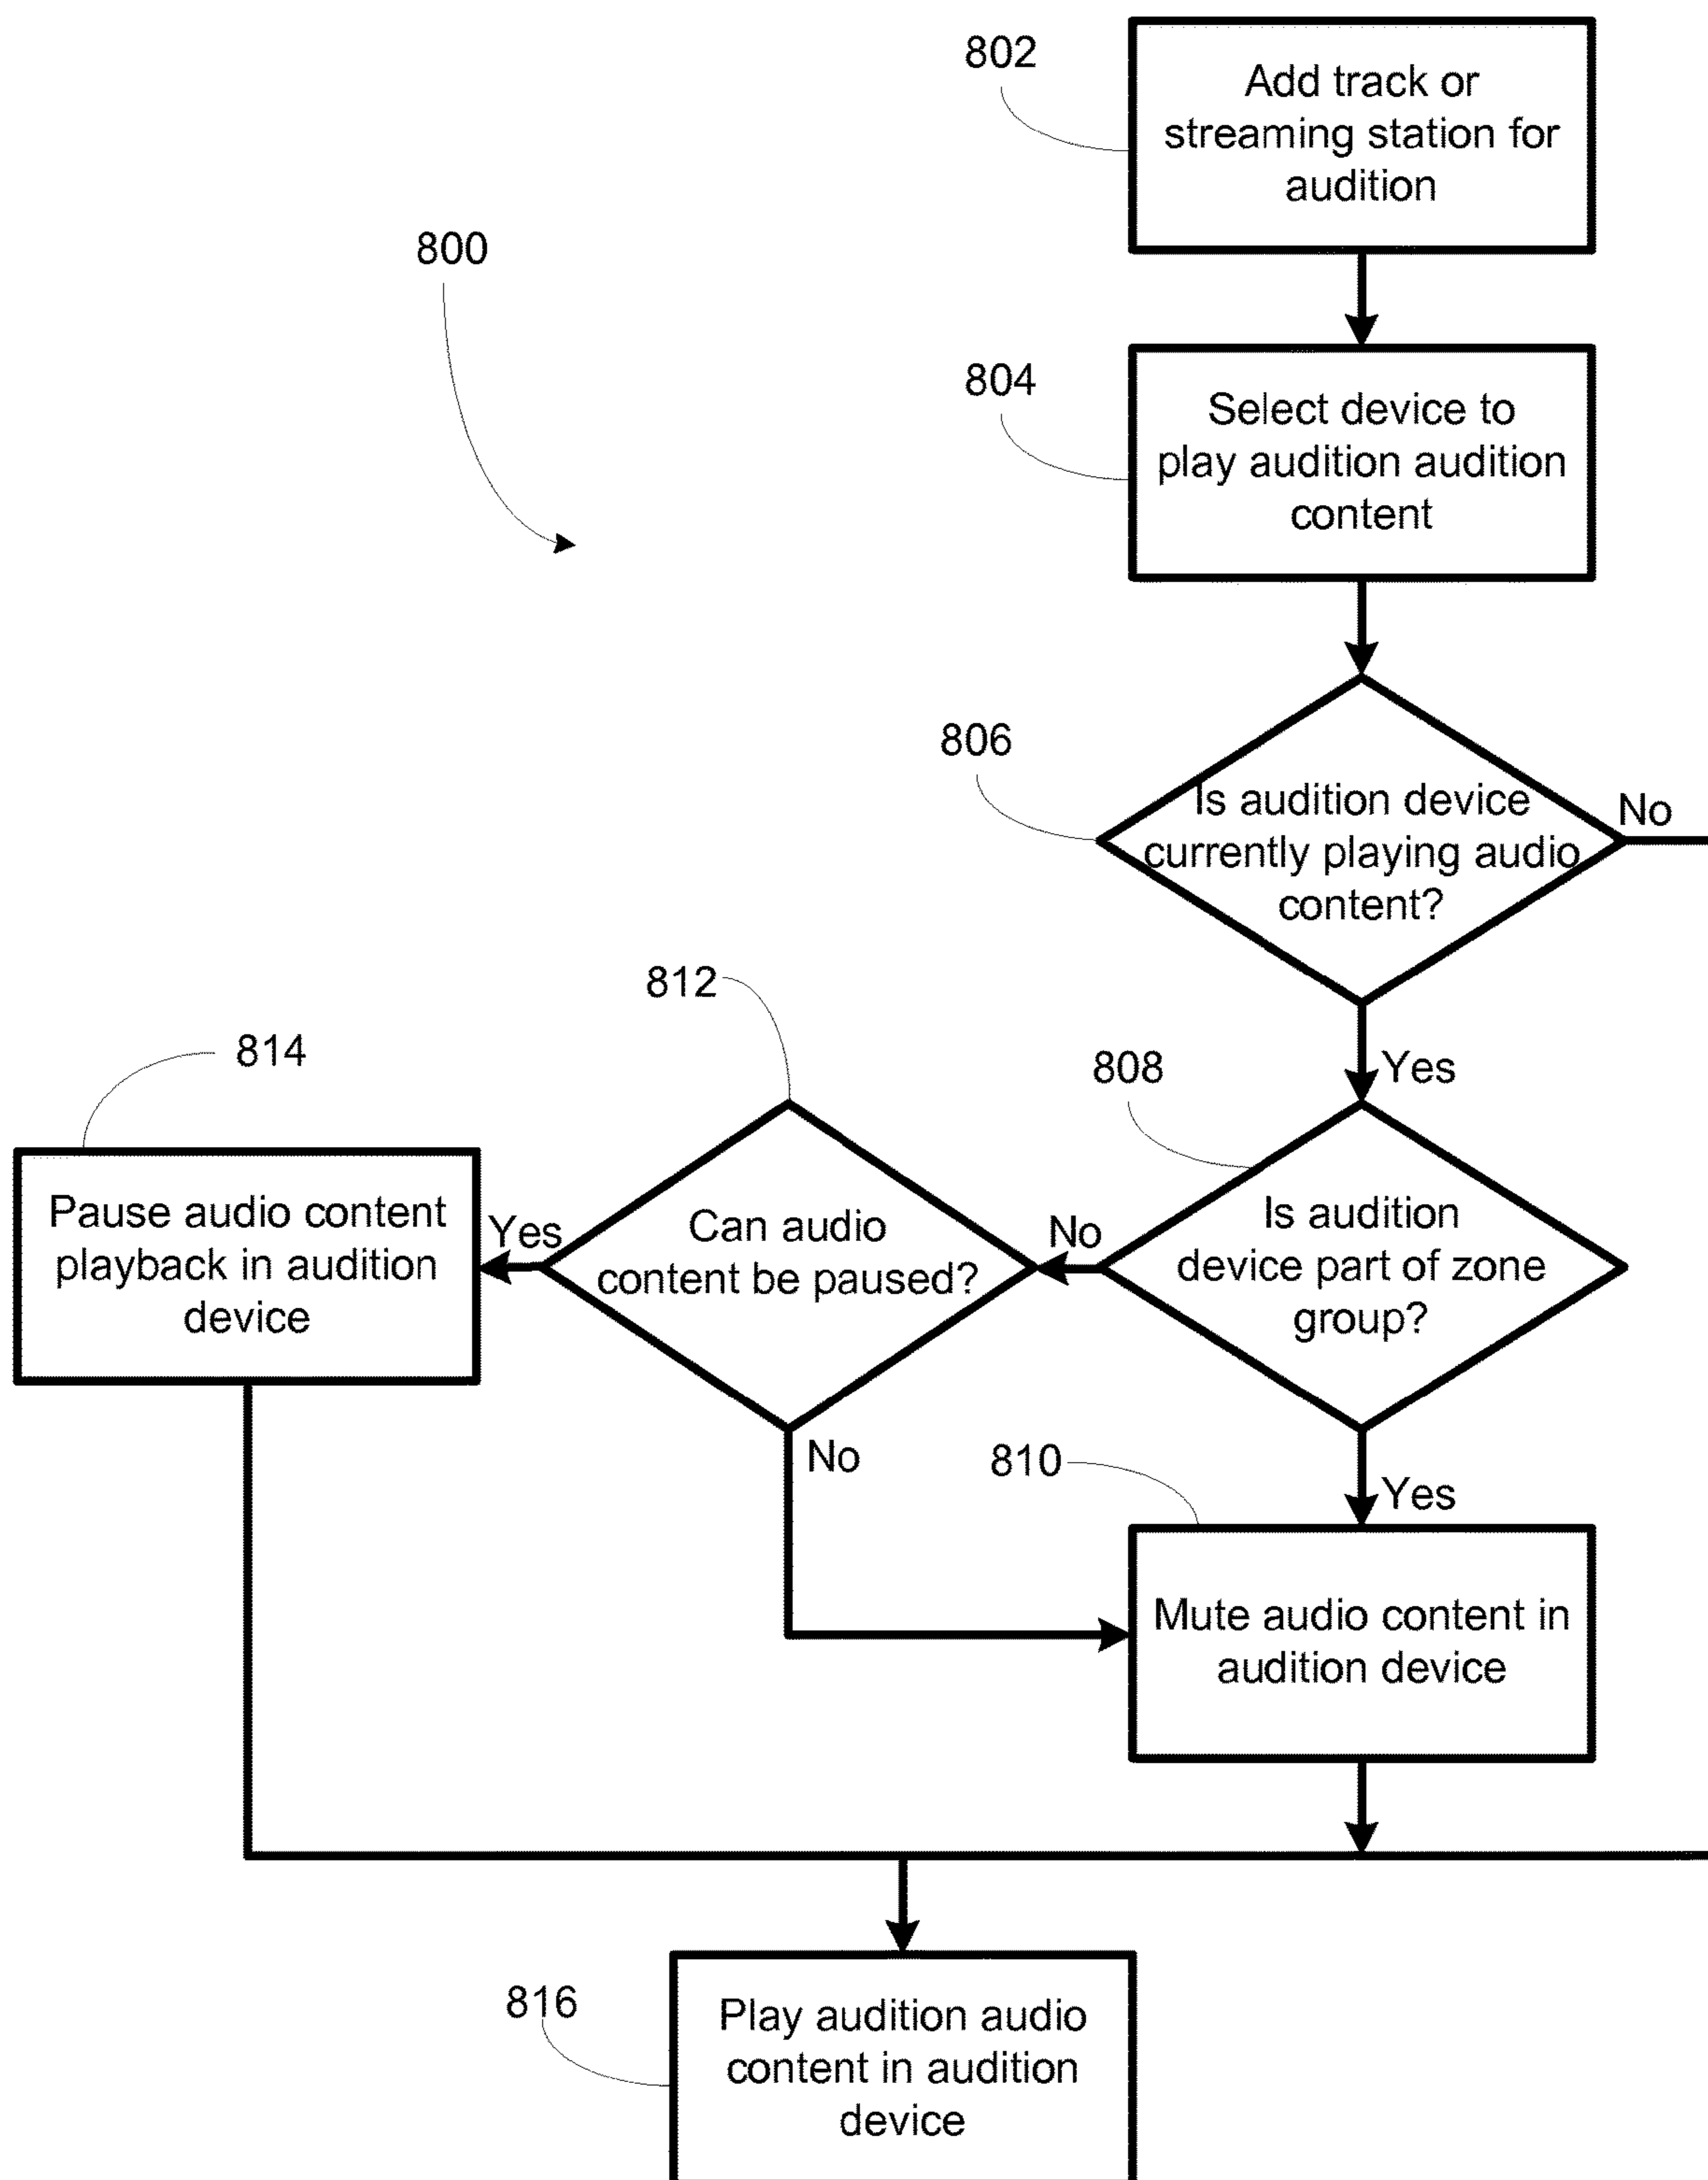 802
Add track or
streaming station for
audition
800
804
Select device to
play audition audition
content
806
Is audition device
currently playing audio
content?
No
Yes
812
814
808
Pause audio content
playback in audition
device
Yes
Can audio
content be paused?
No
Is audition
device part of zone
group?
No
810
Yes
Mute audio content in
audition device
816
Play audition audio
content in audition
device